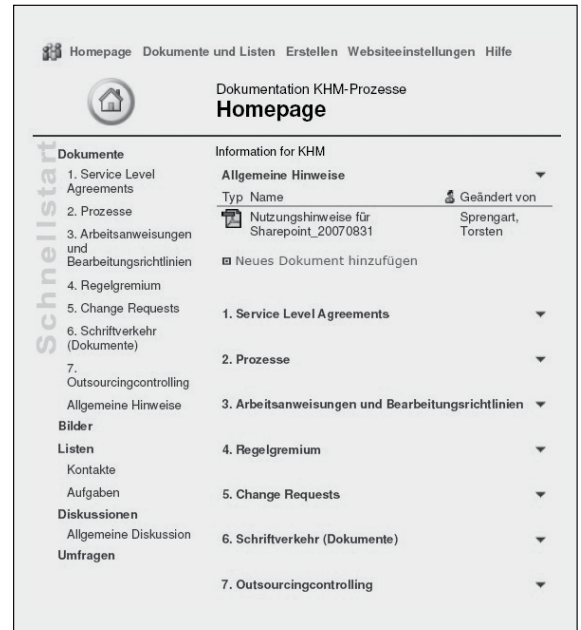 Homepage Dokumente und Listen Erstellen Websiteeinstellungen Hilfe
Dokumentation KHM-Prozesse
Homepage
Schnellstart
Dokumente
1. Service Level
Agreements
2. Prozesse
3. Arbeitsanweisungen
und
Bearbeitungsrichtlinien
4. Regelgremium
5. Change Requests
6. Schriftverkehr
(Dokumente)
7.
Outsourcingcontrolling
Allgemeine Hinweise
Bilder
Listen
Kontakte
Aufgaben
Diskussionen
Allgemeine Diskussion
Umfragen
Information for KHM
Allgemeine Hinweise
Typ Name Geändert von
Nutzungshinweise für Sprengart,
Sharepoint_20070831 Torsten
Neues Dokument hinzufügen
1. Service Level Agreements
2. Prozesse
3. Arbeitsanweisungen und Bearbeitungsrichtlinien
4. Regelgremium
5. Change Requests
6. Schriftverkehr (Dokumente)
7. Outsourcingcontrolling